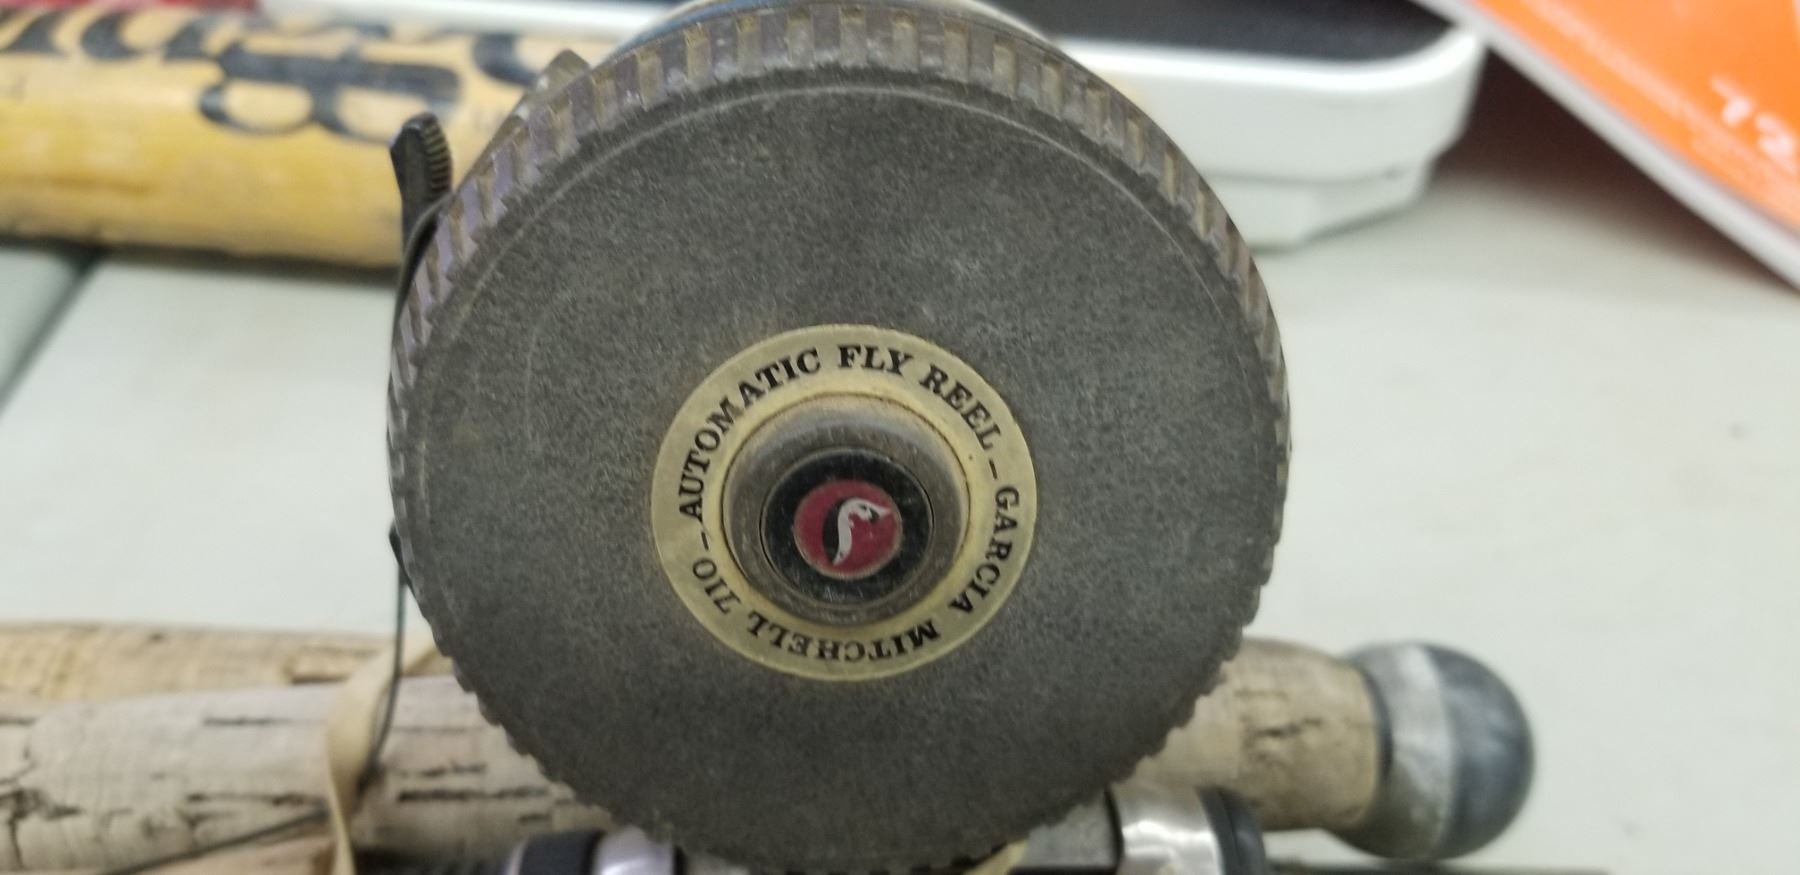 AUTOMATIC FLY REEL – GARCIA MITCHELL 710 –